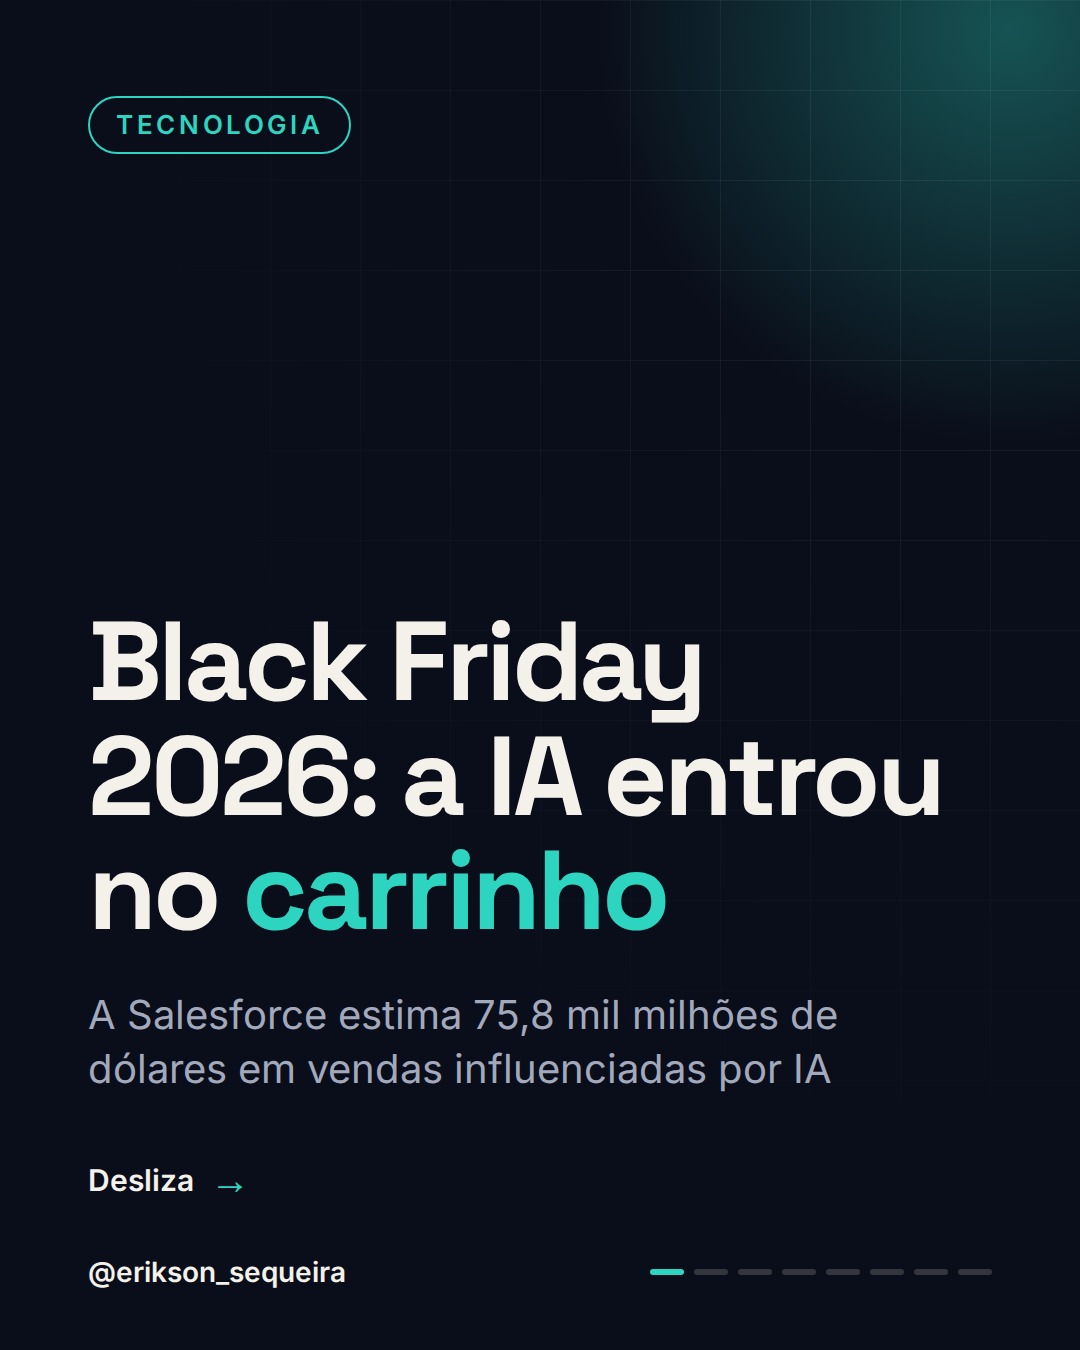 TECNOLOGIA
Black Friday
2026: a IA entrou
no carrinho
A Salesforce estima 75,8 mil milhões de
dólares em vendas influenciadas por IA
Desliza →
@erikson_sequeira